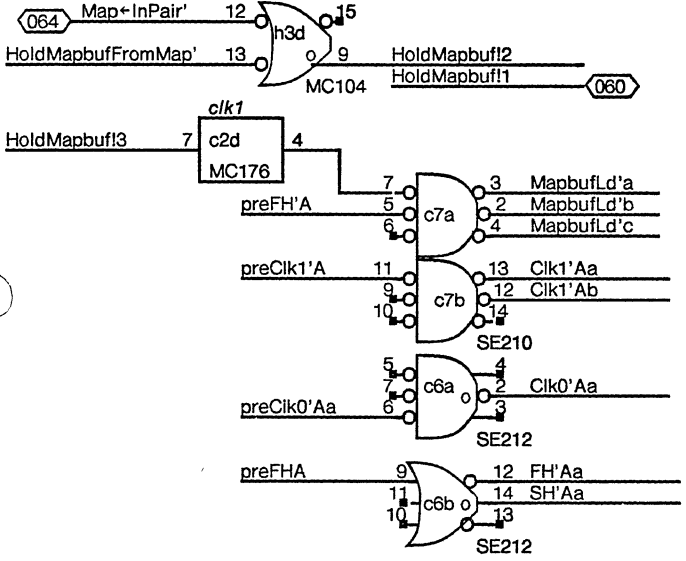 064 Map←InPair' 12 h3d 15
HoldMapbufFromMap' 13 o 9 HoldMapbuf!2
MC104 HoldMapbuf!1 060
clk1
HoldMapbuf!3 7 c2d 4
MC176
7 3 MapbufLd'a
preFH'A 5 c7a 2 MapbufLd'b
6 4 MapbufLd'c
preClk1'A 11 13 Clk1'Aa
9 c7b 12 Clk1'Ab
10 14
SE210
5 4
7 c6a o 2 Clk0'Aa
preClk0'Aa 6 3
SE212
preFHA 9 12 FH'Aa
11 c6b o 14 SH'Aa
10 13
SE212